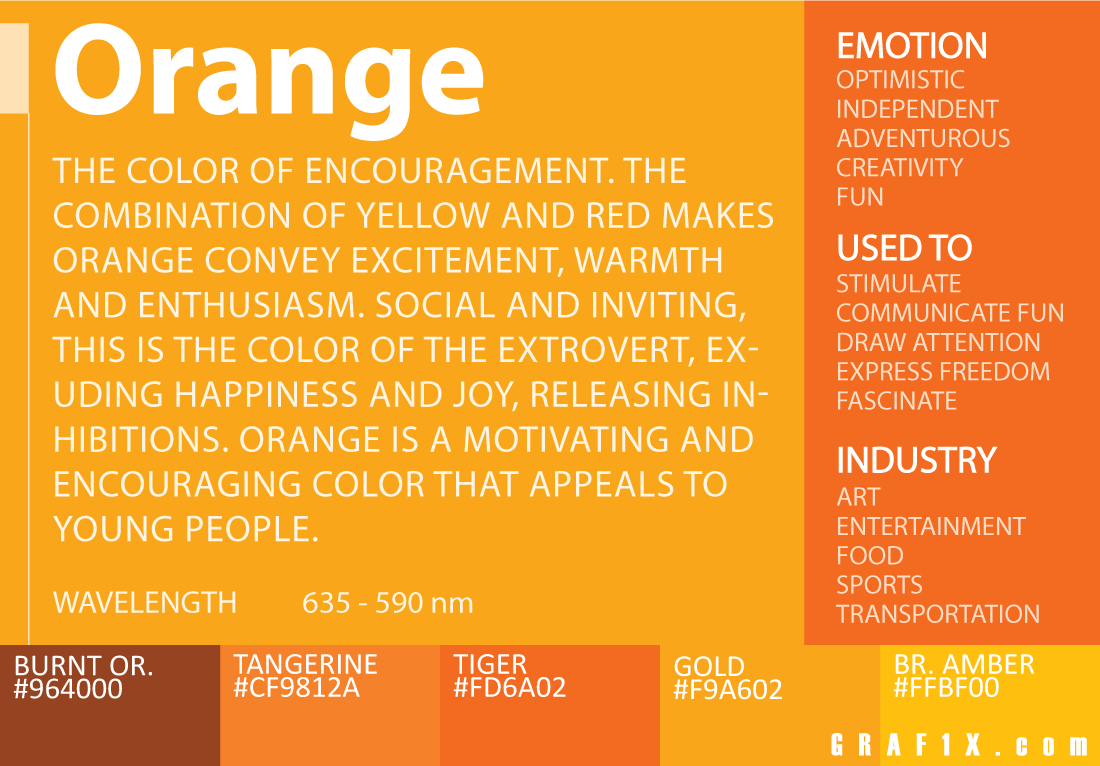 Orange
THE COLOR OF ENCOURAGEMENT. THE
COMBINATION OF YELLOW AND RED MAKES
ORANGE CONVEY EXCITEMENT, WARMTH
AND ENTHUSIASM. SOCIAL AND INVITING,
THIS IS THE COLOR OF THE EXTROVERT, EX-
UDING HAPPINESS AND JOY, RELEASING IN-
HIBITIONS. ORANGE IS A MOTIVATING AND
ENCOURAGING COLOR THAT APPEALS TO
YOUNG PEOPLE.
WAVELENGTH 635 - 590 nm
EMOTION
OPTIMISTIC
INDEPENDENT
ADVENTUROUS
CREATIVITY
FUN
USED TO
STIMULATE
COMMUNICATE FUN
DRAW ATTENTION
EXPRESS FREEDOM
FASCINATE
INDUSTRY
ART
ENTERTAINMENT
FOOD
SPORTS
TRANSPORTATION
BURNT OR.
#964000
TANGERINE
#CF9812A
TIGER
#FD6A02
GOLD
#F9A602
BR. AMBER
#FFBF00
GRAF1X.com